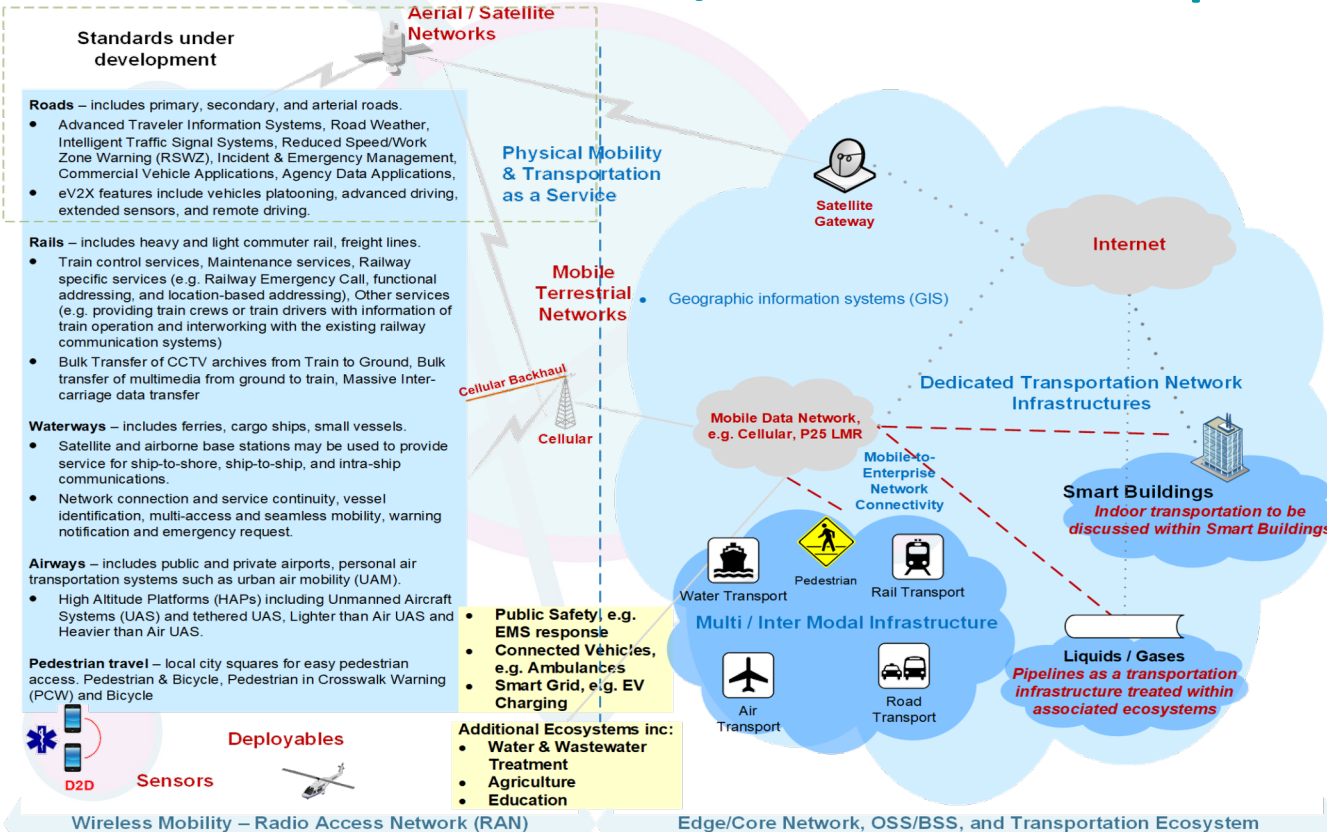 Aerial / Satellite
Networks
Standards under
development
Roads – includes primary, secondary, and arterial roads.
● Advanced Traveler Information Systems, Road Weather,
Intelligent Traffic Signal Systems, Reduced Speed/Work
Zone Warning (RSWZ), Incident & Emergency Management,
Commercial Vehicle Applications, Agency Data Applications,
● eV2X features include vehicles platooning, advanced driving,
extended sensors, and remote driving.
Rails – includes heavy and light commuter rail, freight lines.
● Train control services, Maintenance services, Railway
specific services (e.g. Railway Emergency Call, functional
addressing, and location-based addressing), Other services
(e.g. providing train crews or train drivers with information of
train operation and interworking with the existing railway
communication systems)
● Bulk Transfer of CCTV archives from Train to Ground, Bulk
transfer of multimedia from ground to train, Massive Inter-
carriage data transfer
Waterways – includes ferries, cargo ships, small vessels.
● Satellite and airborne base stations may be used to provide
service for ship-to-shore, ship-to-ship, and intra-ship
communications.
● Network connection and service continuity, vessel
identification, multi-access and seamless mobility, warning
notification and emergency request.
Airways – includes public and private airports, personal air
transportation systems such as urban air mobility (UAM).
● High Altitude Platforms (HAPs) including Unmanned Aircraft
Systems (UAS) and tethered UAS, Lighter than Air UAS and
Heavier than Air UAS.
Pedestrian travel – local city squares for easy pedestrian
access. Pedestrian & Bicycle, Pedestrian in Crosswalk Warning
(PCW) and Bicycle
Physical Mobility
& Transportation
as a Service
Mobile
Terrestrial
Networks
Cellular Backhaul
Cellular
Satellite
Gateway
Internet
● Geographic information systems (GIS)
Dedicated Transportation Network
Infrastructures
Mobile Data Network,
e.g. Cellular, P25 LMR
Mobile-to-
Enterprise
Network
Connectivity
Smart Buildings
Indoor transportation to be
discussed within Smart Buildings
Water Transport
Pedestrian
Rail Transport
Multi / Inter Modal Infrastructure
Air
Transport
Road
Transport
Liquids / Gases
Pipelines as a transportation
infrastructure treated within
associated ecosystems
● Public Safety, e.g.
EMS response
● Connected Vehicles,
e.g. Ambulances
● Smart Grid, e.g. EV
Charging
Additional Ecosystems inc:
● Water & Wastewater
Treatment
● Agriculture
● Education
D2D
Deployables
Sensors
Wireless Mobility – Radio Access Network (RAN)
Edge/Core Network, OSS/BSS, and Transportation Ecosystem